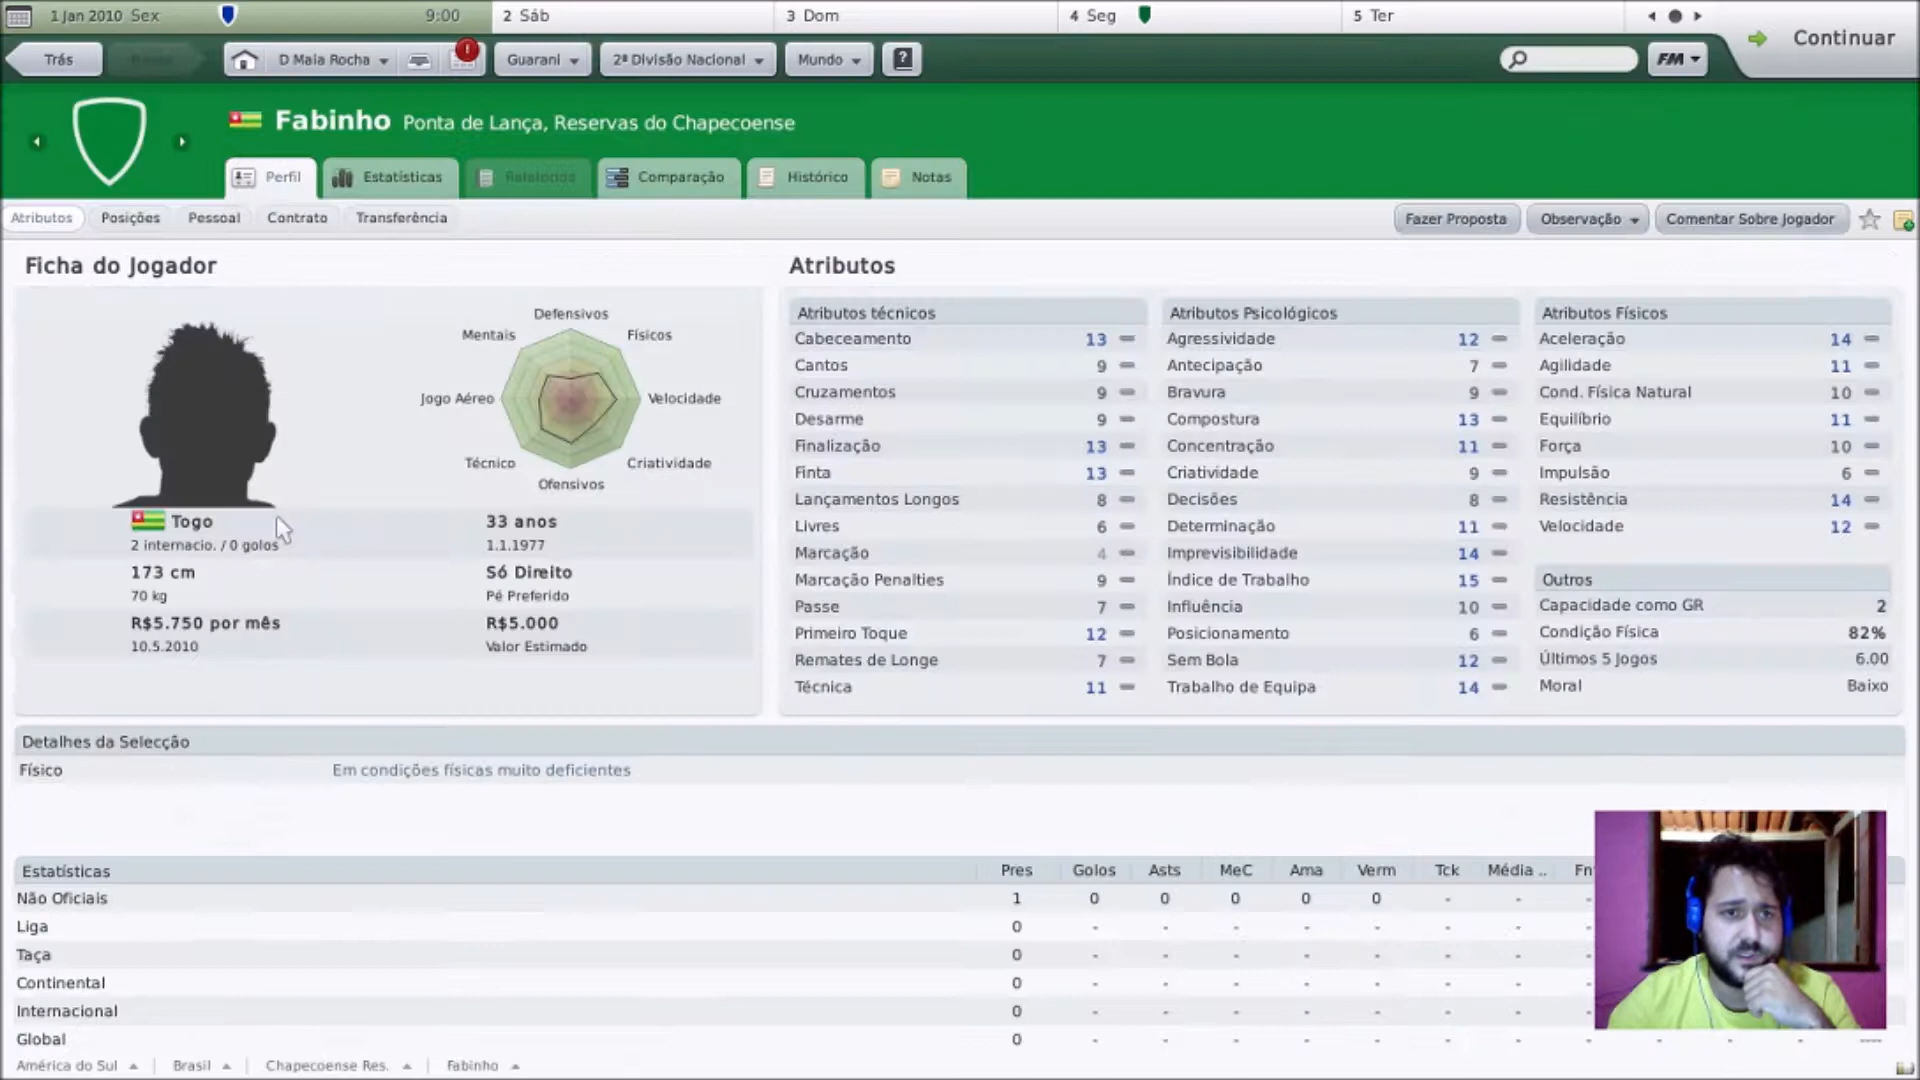 1 Jan 2010 Sex 9:00 2 Sáb 3 Dom 4 Seg 5 Ter
Trás D Maia Rocha ! Guarani 2ª Divisão Nacional Mundo ? FM Continuar
Fabinho Ponta de Lança, Reservas do Chapecoense
Perfil Estatísticas Relatórios Comparação Histórico Notas
Atributos Posições Pessoal Contrato Transferência Fazer Proposta Observação Comentar Sobre Jogador
Ficha do Jogador
Defensivos
Mentais Físicos
Jogo Aéreo Velocidade
Técnico Criatividade
Ofensivos
Togo 33 anos
2 internacio. / 0 golos 1.1.1977
173 cm Só Direito
70 kg Pé Preferido
R$5.750 por mês R$5.000
10.5.2010 Valor Estimado
Atributos
Atributos técnicos
Cabeceamento 13
Cantos 9
Cruzamentos 9
Desarme 9
Finalização 13
Finta 13
Lançamentos Longos 8
Livres 6
Marcação 4
Marcação Penalties 9
Passe 7
Primeiro Toque 12
Remates de Longe 7
Técnica 11
Atributos Psicológicos
Agressividade 12
Antecipação 7
Bravura 9
Compostura 13
Concentração 11
Criatividade 9
Decisões 8
Determinação 11
Imprevisibilidade 14
Índice de Trabalho 15
Influência 10
Posicionamento 6
Sem Bola 12
Trabalho de Equipa 14
Atributos Físicos
Aceleração 14
Agilidade 11
Cond. Física Natural 10
Equilíbrio 11
Força 10
Impulsão 6
Resistência 14
Velocidade 12
Outros
Capacidade como GR 2
Condição Física 82%
Últimos 5 Jogos 6.00
Moral Baixo
Detalhes da Selecção
Físico Em condições físicas muito deficientes
Estatísticas Pres Golos Asts MeC Ama Verm Tck Média .. Fn
Não Oficiais 1 0 0 0 0 0 - - -
Liga 0 - - - - - - - -
Taça 0 - - - - - - - -
Continental 0 - - - - - - - -
Internacional 0 - - - - - - - -
Global 0 - - - - - - - - - - - ----
América do Sul Brasil Chapecoense Res. Fabinho